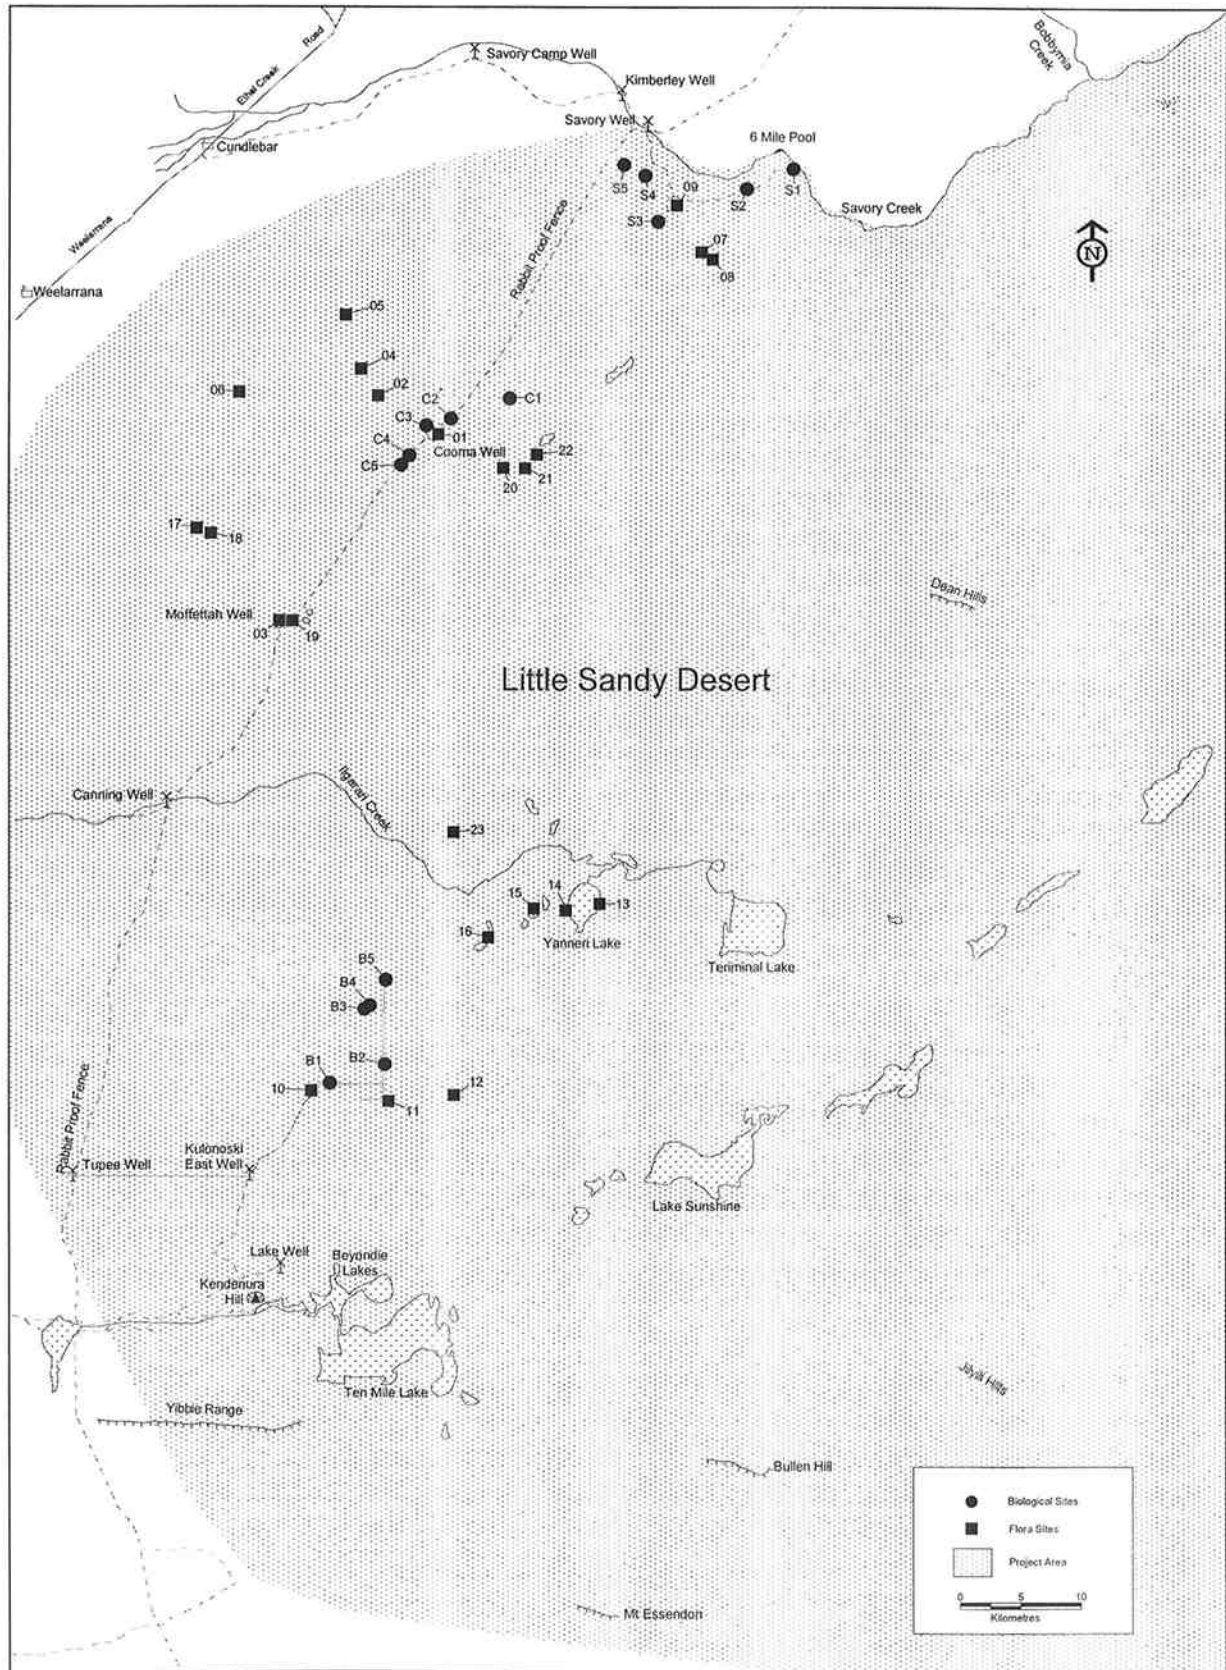 Ethel Creek
Road
Savory Camp Well
Bobbymia
Creek
Kimberley Well
Savory Well
6 Mile Pool
Cundlebar
S5
S4
09
S2
S1
Weelarrana
S3
Savory Creek
07
08
N
Rabbit Proof Fence
Weelarrana
05
04
06
02
C2
C1
C3
01
C4
Cooma Well
22
C5
20
21
17
18
Dean Hills
Moffettah Well
03
19
Little Sandy Desert
Ilgarari Creek
Canning Well
23
15
14
13
16
Yanneri Lake
Teriminal Lake
B5
B4
B3
B2
B1
10
12
11
Rabbit Proof Fence
Kulonoski
East Well
Tupee Well
Lake Sunshine
Lake Well
Beyondie
Lakes
Kendenura
Hill
Ten Mile Lake
Jilyili Hills
Yibbie Range
Bullen Hill
Biological Sites
Flora Sites
Project Area
0 5 10
Kilometres
Mt Essendon